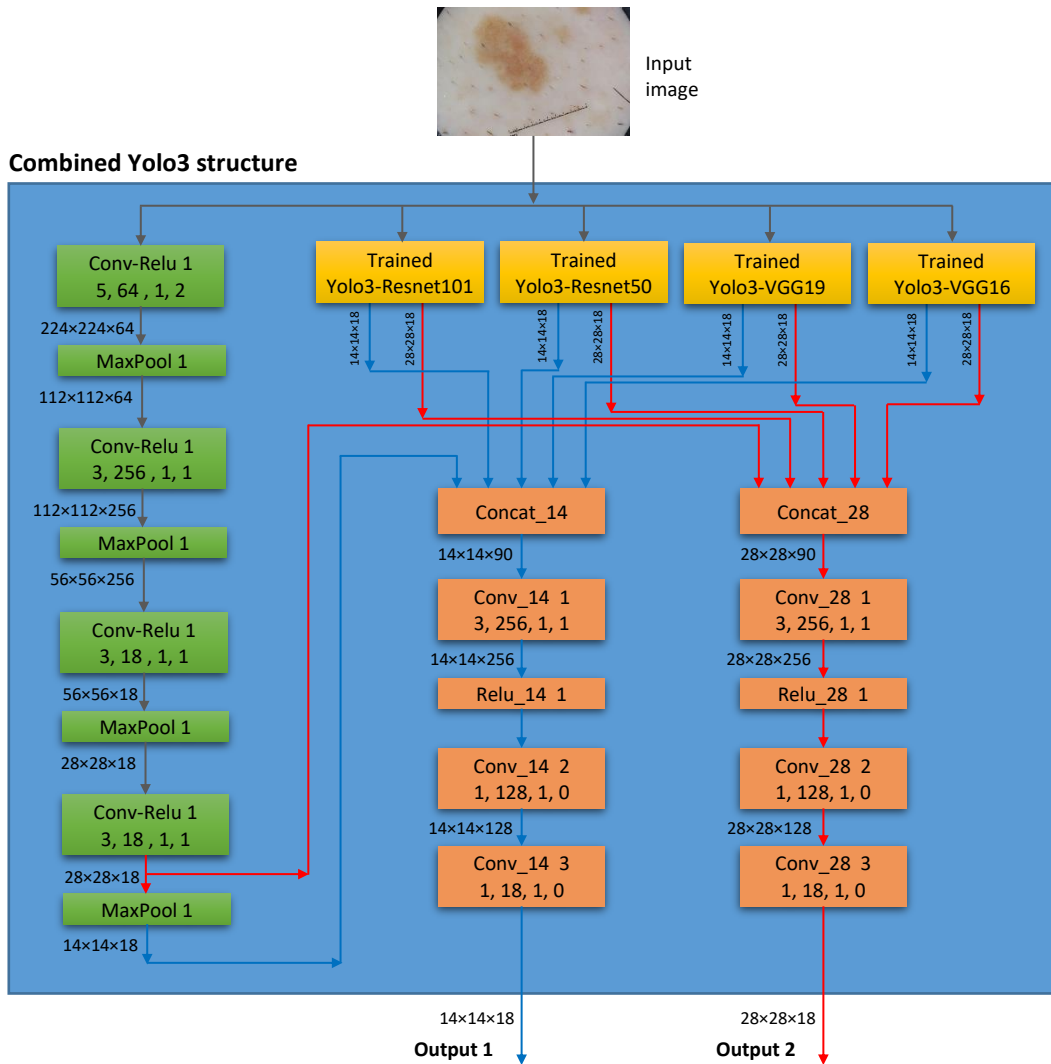 Input
image
Combined Yolo3 structure
Conv-Relu 1
5, 64 , 1, 2
224×224×64
MaxPool 1
112×112×64
Conv-Relu 1
3, 256 , 1, 1
112×112×256
MaxPool 1
56×56×256
Conv-Relu 1
3, 18 , 1, 1
56×56×18
MaxPool 1
28×28×18
Conv-Relu 1
3, 18 , 1, 1
28×28×18
MaxPool 1
14×14×18
Trained
Yolo3-Resnet101
14×14×18
28×28×18
Trained
Yolo3-Resnet50
14×14×18
28×28×18
Trained
Yolo3-VGG19
14×14×18
28×28×18
Trained
Yolo3-VGG16
14×14×18
28×28×18
Concat_14
14×14×90
Conv_14 1
3, 256, 1, 1
14×14×256
Relu_14 1
Conv_14 2
1, 128, 1, 0
14×14×128
Conv_14 3
1, 18, 1, 0
14×14×18
Output 1
Concat_28
28×28×90
Conv_28 1
3, 256, 1, 1
28×28×256
Relu_28 1
Conv_28 2
1, 128, 1, 0
28×28×128
Conv_28 3
1, 18, 1, 0
28×28×18
Output 2